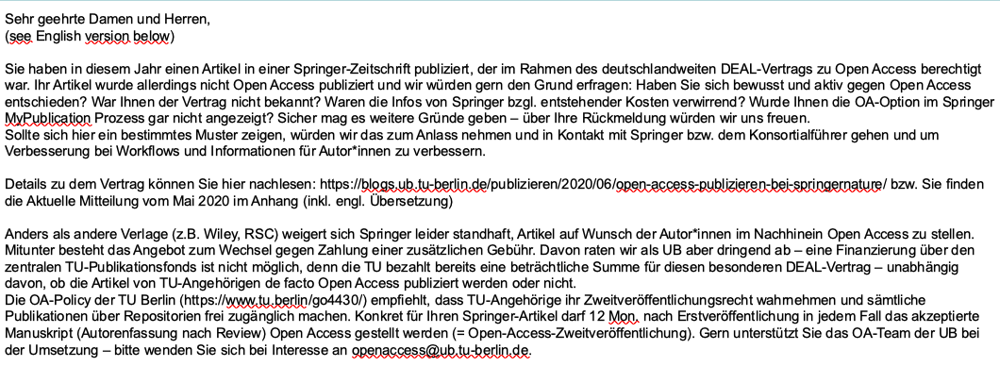 Sehr geehrte Damen und Herren,
(see English version below)
Sie haben in diesem Jahr einen Artikel in einer Springer-Zeitschrift publiziert, der im Rahmen des deutschlandweiten DEAL-Vertrags zu Open Access berechtigt
war. Ihr Artikel wurde allerdings nicht Open Access publiziert und wir würden gern den Grund erfragen: Haben Sie sich bewusst und aktiv gegen Open Access
entschieden? War Ihnen der Vertrag nicht bekannt? Waren die Infos von Springer bzgl. entstehender Kosten verwirrend? Wurde Ihnen die OA-Option im Springer
MyPublication Prozess gar nicht angezeigt? Sicher mag es weitere Gründe geben – über Ihre Rückmeldung würden wir uns freuen.
Sollte sich hier ein bestimmtes Muster zeigen, würden wir das zum Anlass nehmen und in Kontakt mit Springer bzw. dem Konsortialführer gehen und um
Verbesserung bei Workflows und Informationen für Autor*innen zu verbessern.
Details zu dem Vertrag können Sie hier nachlesen: https://blogs.ub.tu-berlin.de/publizieren/2020/06/open-access-publizieren-bei-springernature/ bzw. Sie finden
die Aktuelle Mitteilung vom Mai 2020 im Anhang (inkl. engl. Übersetzung)
Anders als andere Verlage (z.B. Wiley, RSC) weigert sich Springer leider standhaft, Artikel auf Wunsch der Autor*innen im Nachhinein Open Access zu stellen.
Mitunter besteht das Angebot zum Wechsel gegen Zahlung einer zusätzlichen Gebühr. Davon raten wir als UB aber dringend ab – eine Finanzierung über den
zentralen TU-Publikationsfonds ist nicht möglich, denn die TU bezahlt bereits eine beträchtliche Summe für diesen besonderen DEAL-Vertrag – unabhängig
davon, ob die Artikel von TU-Angehörigen de facto Open Access publiziert werden oder nicht.
Die OA-Policy der TU Berlin (https://www.tu.berlin/go4430/) empfiehlt, dass TU-Angehörige ihr Zweitveröffentlichungsrecht wahrnehmen und sämtliche
Publikationen über Repositorien frei zugänglich machen. Konkret für Ihren Springer-Artikel darf 12 Mon. nach Erstveröffentlichung in jedem Fall das akzeptierte
Manuskript (Autorenfassung nach Review) Open Access gestellt werden (= Open-Access-Zweitveröffentlichung). Gern unterstützt Sie das OA-Team der UB bei
der Umsetzung – bitte wenden Sie sich bei Interesse an openaccess@ub.tu-berlin.de.